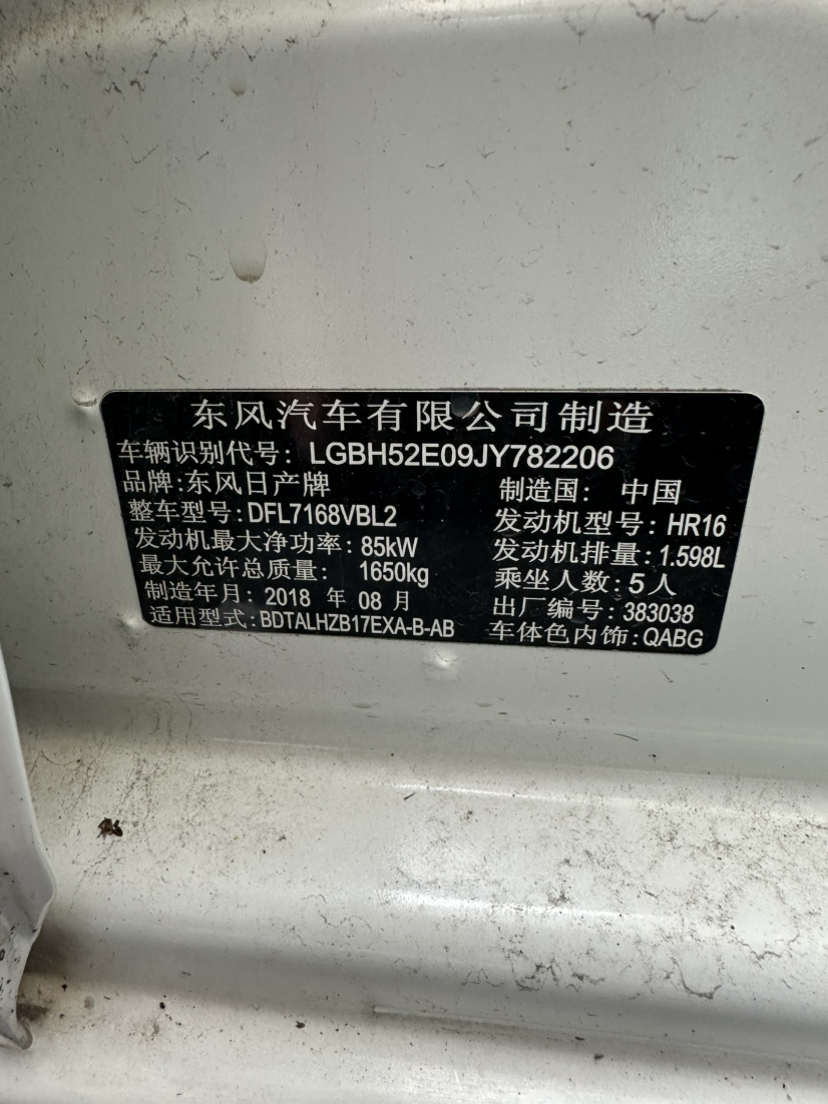 东风汽车有限公司制造
车辆识别代号: LGBH52E09JY782206
品牌:东风日产牌 制造国: 中国
整车型号:DFL7168VBL2 发动机型号:HR16
发动机最大净功率:85kW 发动机排量:1.598L
最大允许总质量: 1650kg 乘坐人数:5人
制造年月:2018 年 08 月 出厂编号:383038
适用型式:BDTALHZB17EXA-B-AB 车体色内饰:QABG